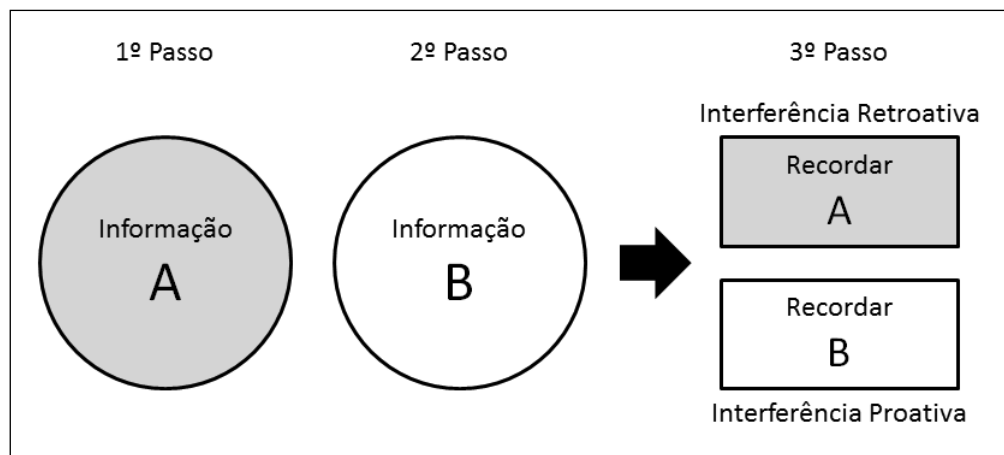 1º Passo
2º Passo
3º Passo
Informação
A
Informação
B
Interferência Retroativa
Recordar
A
Recordar
B
Interferência Proativa